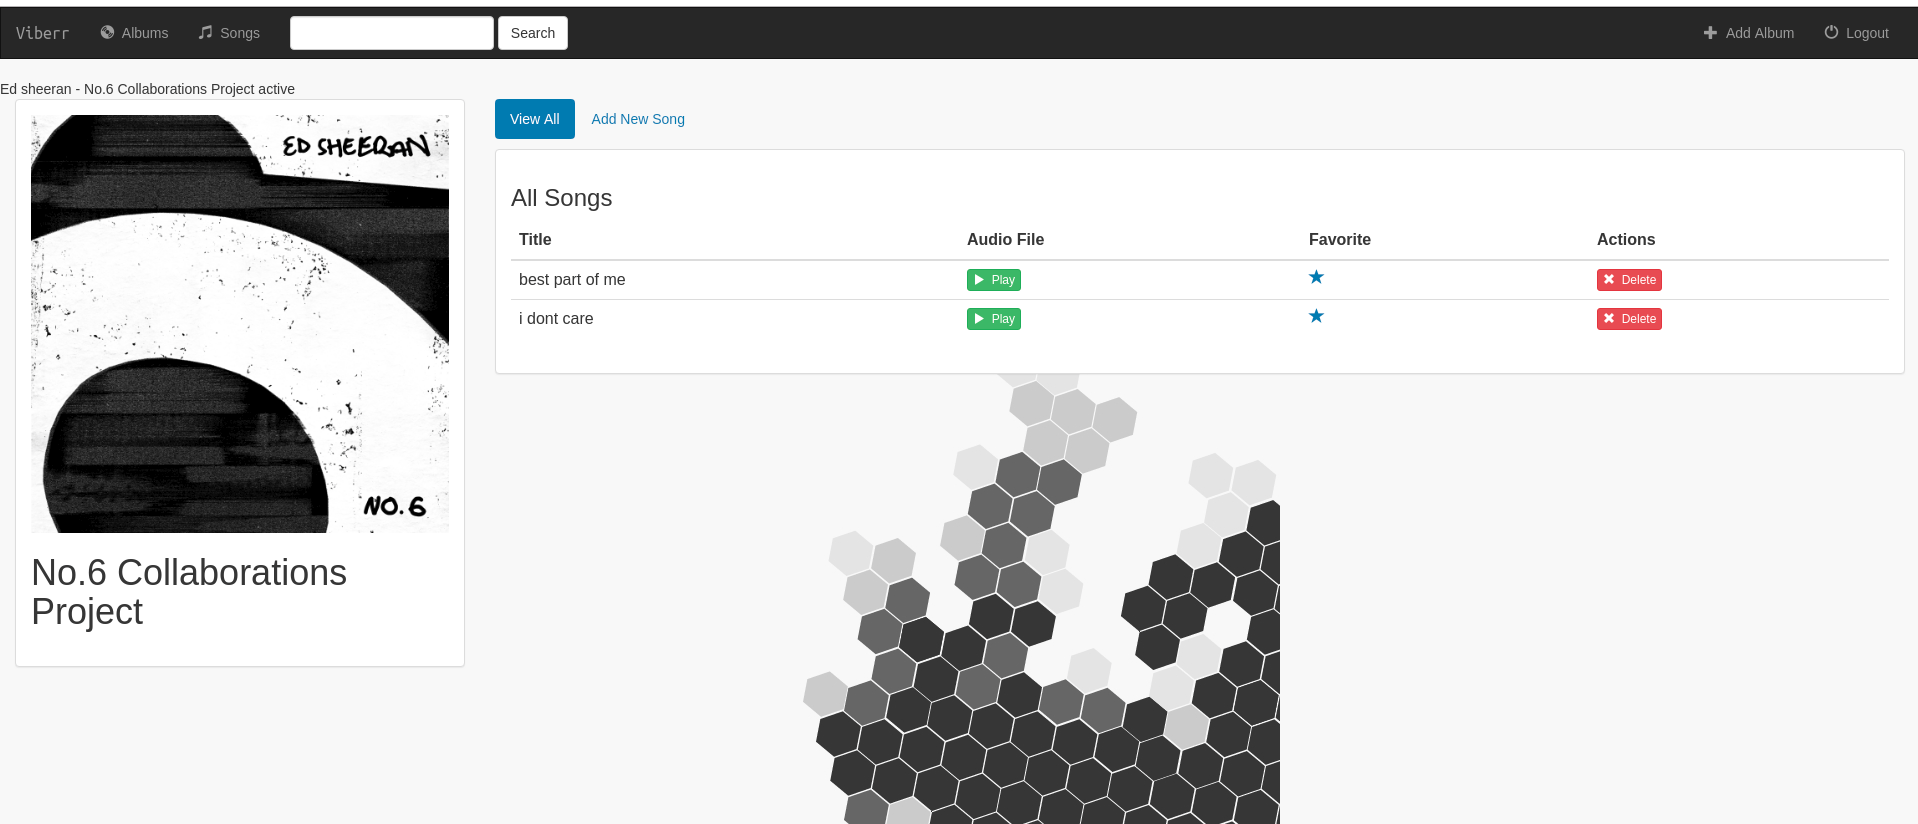 Viberr Albums Songs Search Add Album Logout
Ed sheeran - No.6 Collaborations Project active
ED SHEERAN
NO.6
No.6 Collaborations
Project
View All Add New Song
All Songs
Title Audio File Favorite Actions
best part of me Play Delete
i dont care Play Delete